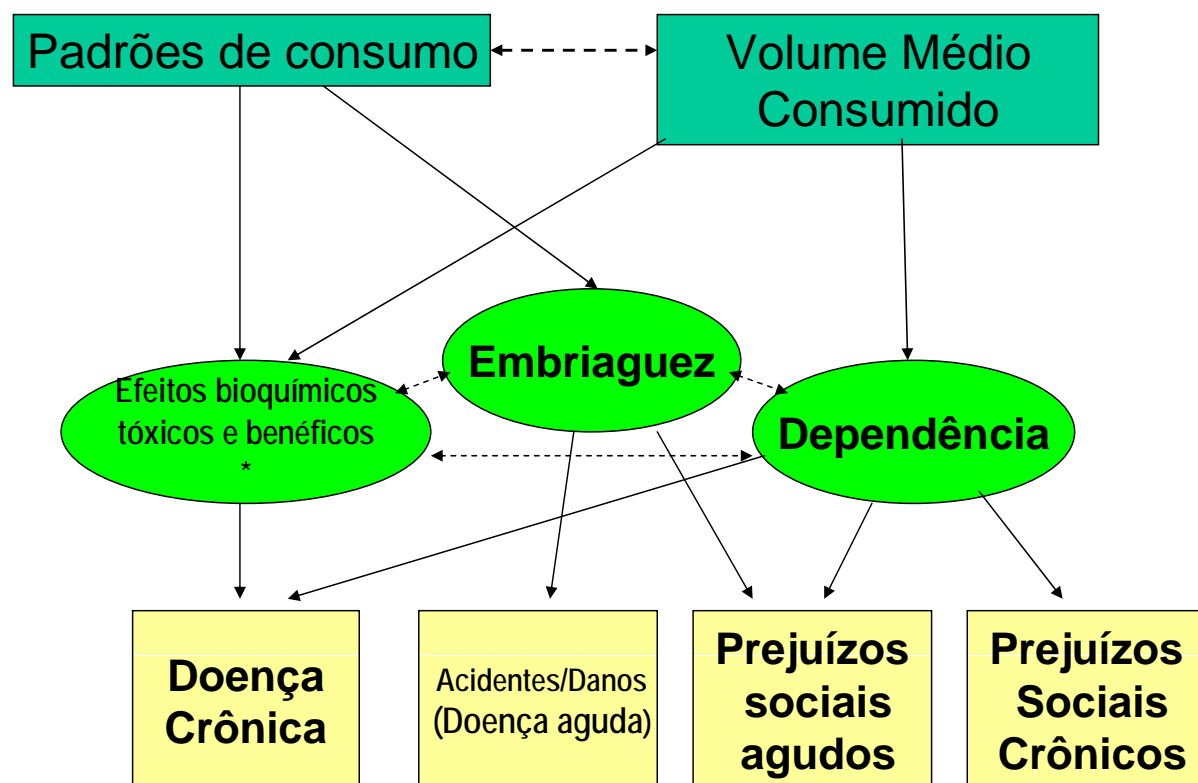 Padrões de consumo
Volume Médio
Consumido
Embriaguez
Efeitos bioquímicos
tóxicos e benéficos
*
Dependência
Doença
Crônica
Acidentes/Danos
(Doença aguda)
Prejuízos
sociais
agudos
Prejuízos
Sociais
Crônicos